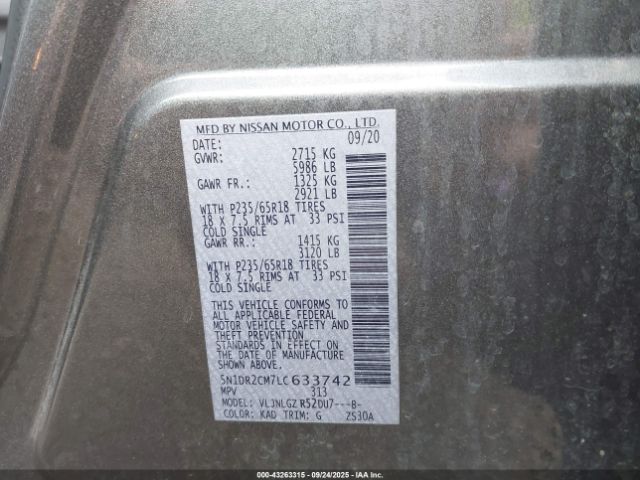 MFD BY NISSAN MOTOR CO., LTD.
DATE: 09/20
GVWR: 2715 KG
5986 LB
GAWR FR.: 1325 KG
2921 LB
WITH P235/65R18 TIRES
18 X 7.5 RIMS AT 33 PSI
COLD SINGLE
GAWR RR.: 1415 KG
3120 LB
WITH P235/65R18 TIRES
18 X 7.5 RIMS AT 33 PSI
COLD SINGLE
THIS VEHICLE CONFORMS TO
ALL APPLICABLE FEDERAL
MOTOR VEHICLE SAFETY AND
THEFT PREVENTION
STANDARDS IN EFFECT ON
THE DATE OF MANUFACTURE
SHOWN ABOVE.
5N1DR2CM7LC633742
MPV 313
MODEL: VLJNLGZ R52DU7---8-
COLOR: KAD TRIM: G ZS30A
00-43263315 - 09/24/2025 - IAA Inc.